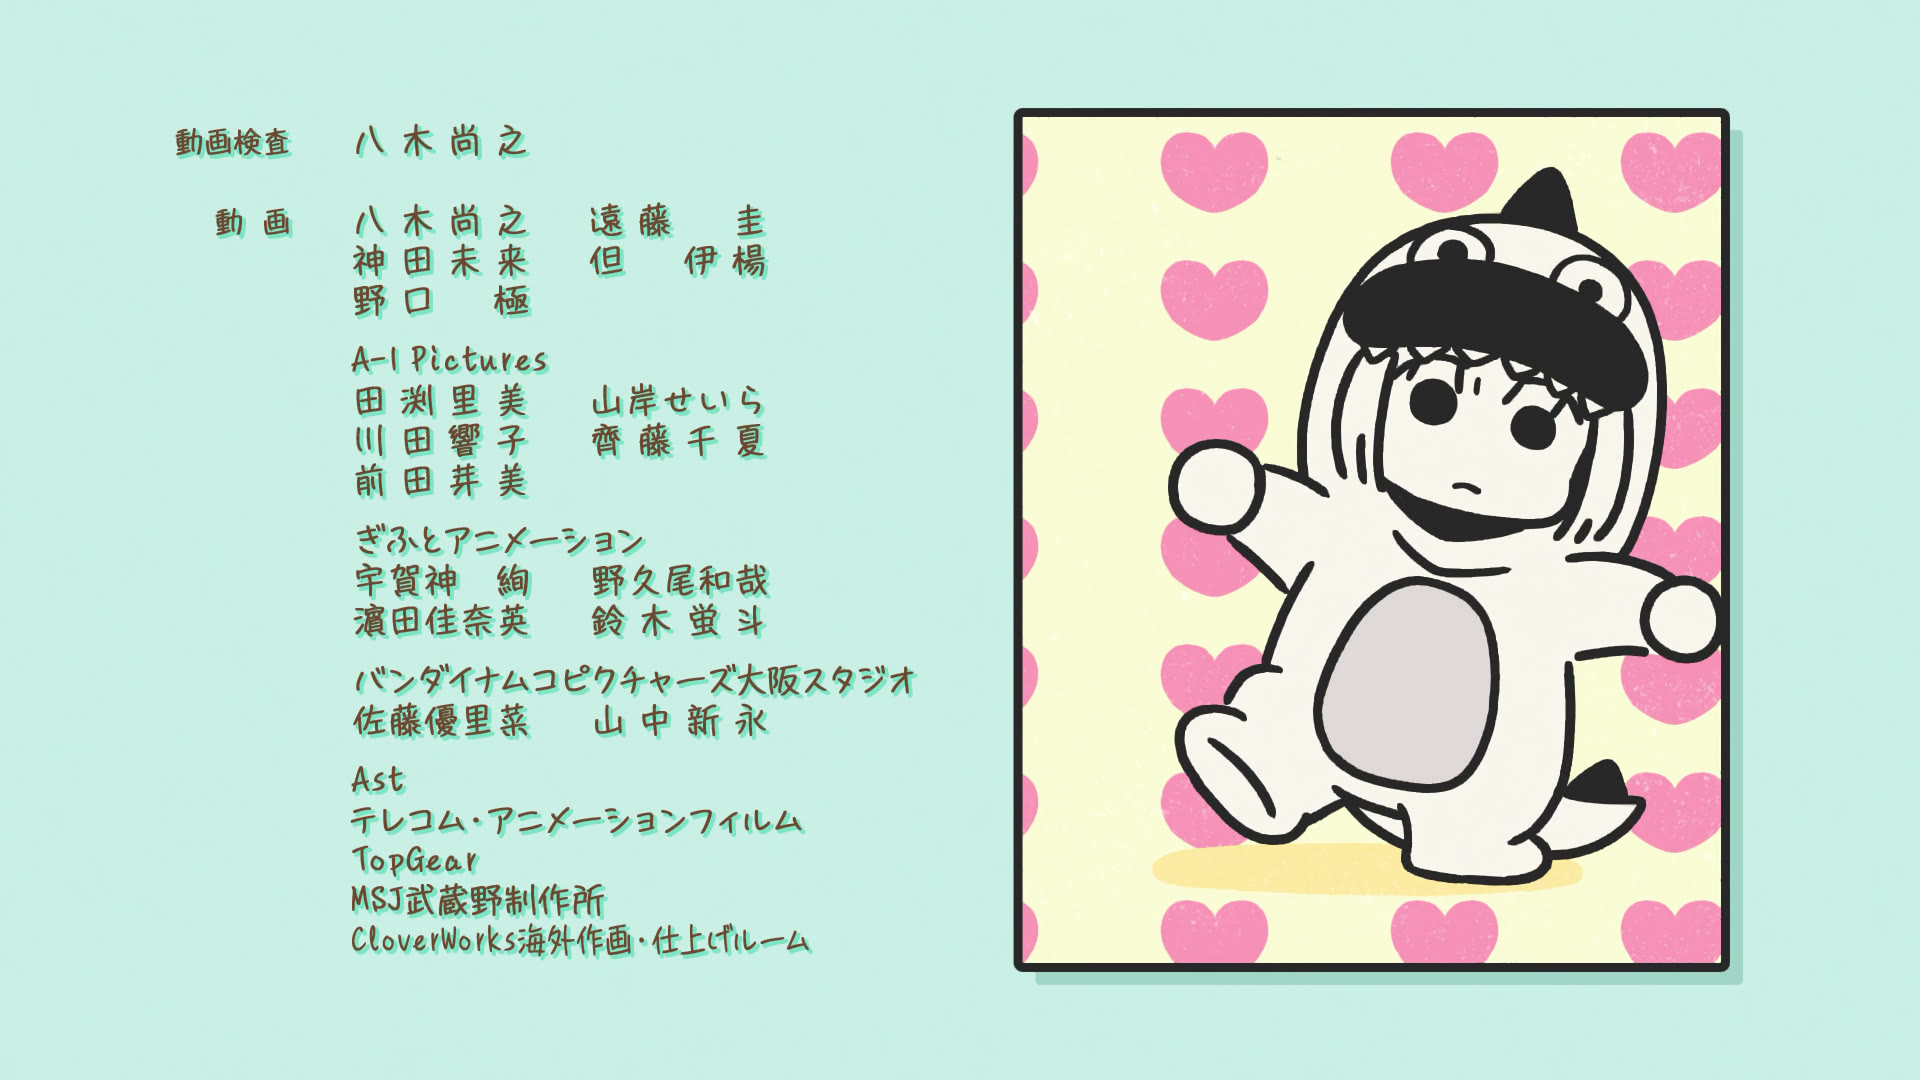 動画検査 八木尚之
動画 八木尚之 遠藤 圭
神田未来 但 伊楊
野口 極
A-1 Pictures
田渕里美 山岸せいら
川田響子 齊藤千夏
前田芽美
ぎふとアニメーション
宇賀神 絢 野久尾和哉
濵田佳奈英 鈴木蛍斗
バンダイナムコピクチャーズ大阪スタジオ
佐藤優里菜 山中新永
Ast
テレコム・アニメーションフィルム
TopGear
MSJ武蔵野制作所
CloverWorks海外作画・仕上げルーム